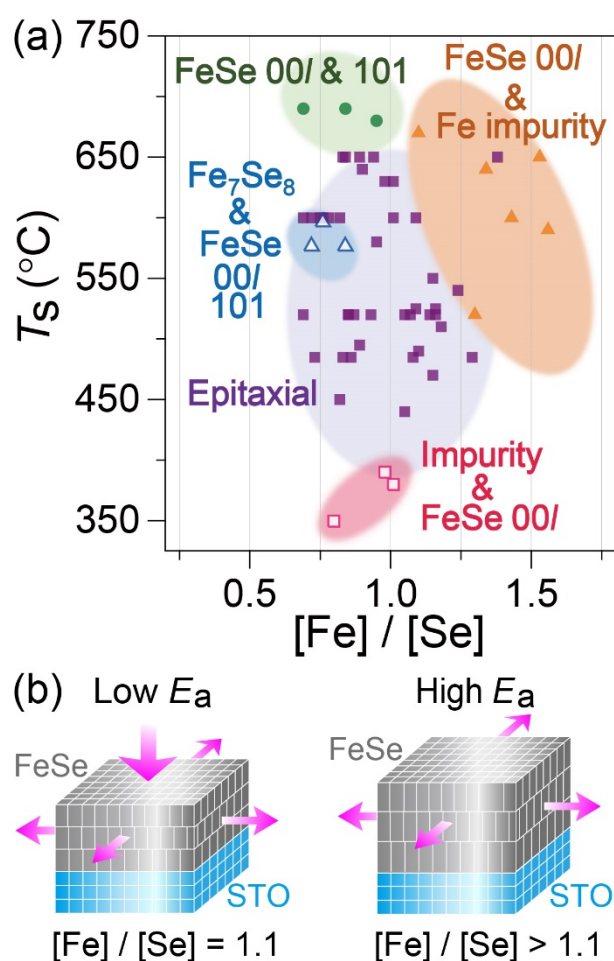 (a)
750
650
550
450
350
Ts (°C)
FeSe 00l & 101
FeSe 00l
&
Fe impurity
Fe₇Se₈
&
FeSe
00l
101
Epitaxial
Impurity
&
FeSe 00l
0.5 1.0 1.5
[Fe] / [Se]
(b) Low Ea High Ea
FeSe FeSe
STO STO
[Fe] / [Se] = 1.1 [Fe] / [Se] > 1.1